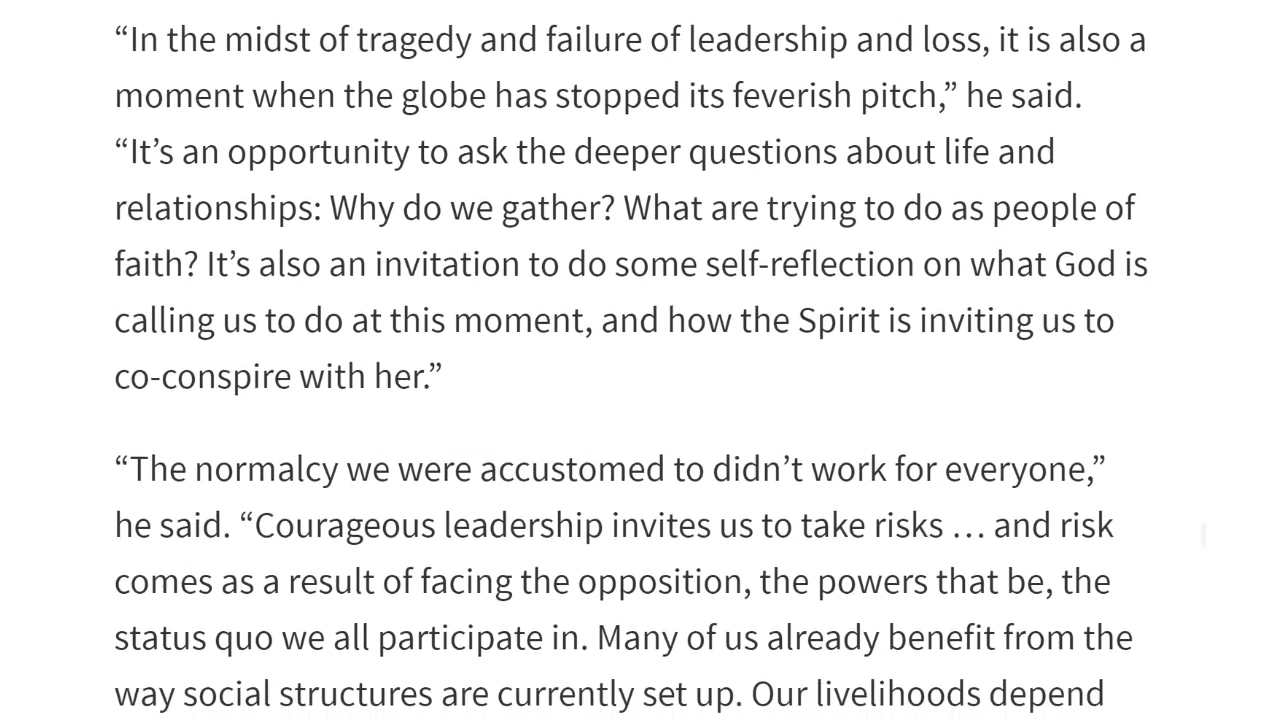 “In the midst of tragedy and failure of leadership and loss, it is also a
moment when the globe has stopped its feverish pitch,” he said.
“It’s an opportunity to ask the deeper questions about life and
relationships: Why do we gather? What are trying to do as people of
faith? It’s also an invitation to do some self-reflection on what God is
calling us to do at this moment, and how the Spirit is inviting us to
co-conspire with her.”
“The normalcy we were accustomed to didn’t work for everyone,”
he said. “Courageous leadership invites us to take risks … and risk
comes as a result of facing the opposition, the powers that be, the
status quo we all participate in. Many of us already benefit from the
way social structures are currently set up. Our livelihoods depend